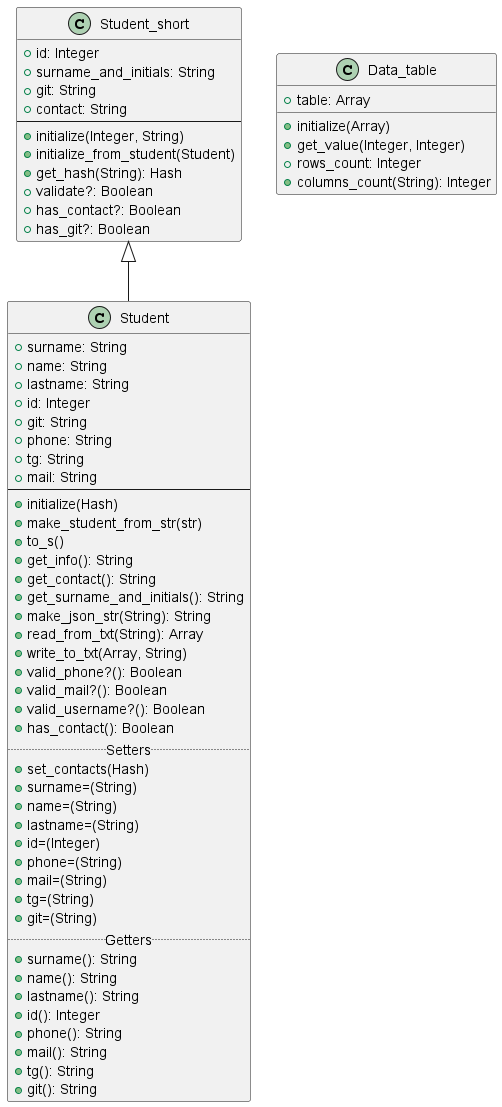 C Student_short
id: Integer
surname_and_initials: String
git: String
contact: String
initialize(Integer, String)
initialize_from_student(Student)
get_hash(String): Hash
validate?: Boolean
has_contact?: Boolean
has_git?: Boolean
C Data_table
table: Array
initialize(Array)
get_value(Integer, Integer)
rows_count: Integer
columns_count(String): Integer
C Student
surname: String
name: String
lastname: String
id: Integer
git: String
phone: String
tg: String
mail: String
initialize(Hash)
make_student_from_str(str)
to_s()
get_info(): String
get_contact(): String
get_surname_and_initials(): String
make_json_str(String): String
read_from_txt(String): Array
write_to_txt(Array, String)
valid_phone?(): Boolean
valid_mail?(): Boolean
valid_username?(): Boolean
has_contact(): Boolean
Setters
set_contacts(Hash)
surname=(String)
name=(String)
lastname=(String)
id=(Integer)
phone=(String)
mail=(String)
tg=(String)
git=(String)
Getters
surname(): String
name(): String
lastname(): String
id(): Integer
phone(): String
mail(): String
tg(): String
git(): String